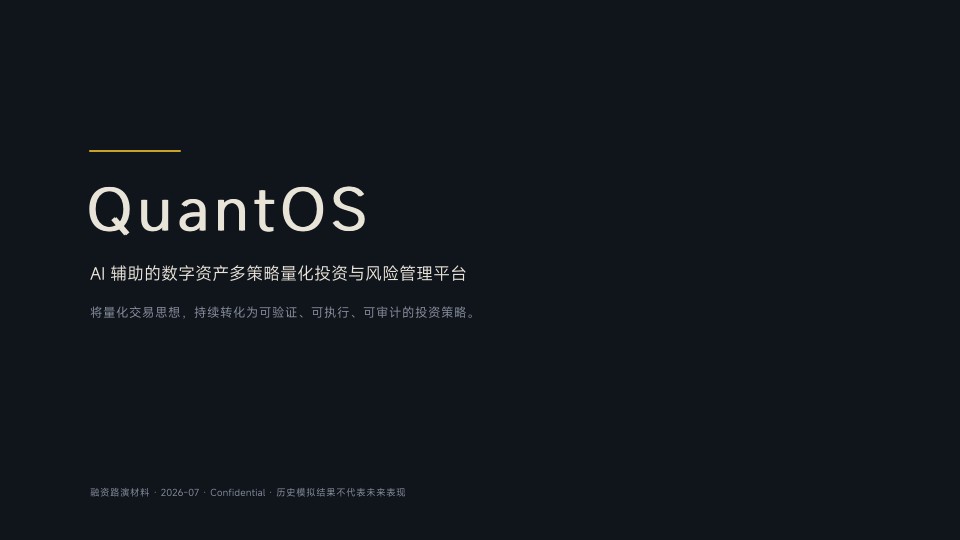 QuantOS
AI 辅助的数字资产多策略量化投资与风险管理平台
将量化交易思想，持续转化为可验证、可执行、可审计的投资策略。
融资路演材料 · 2026-07 · Confidential · 历史模拟结果不代表未来表现